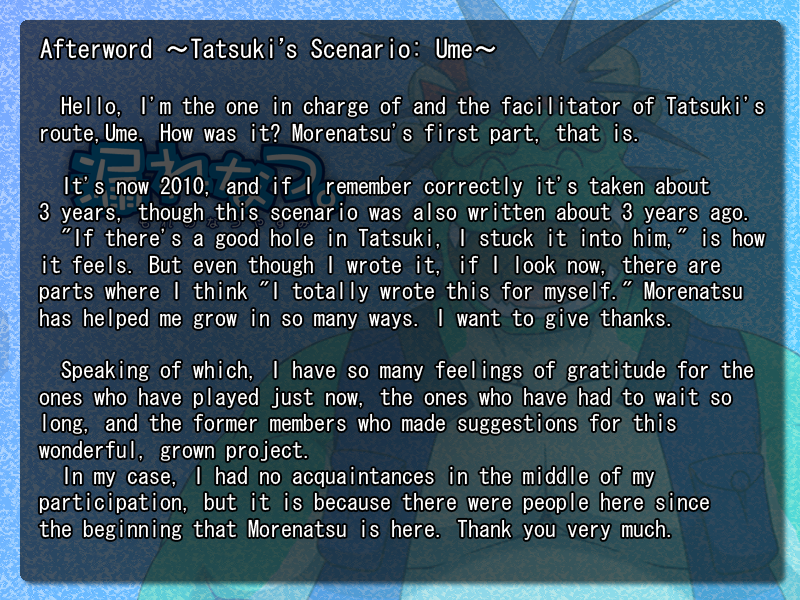 Afterword ～Tatsuki's Scenario: Ume～
Hello, I'm the one in charge of and the facilitator of Tatsuki's
route,Ume. How was it? Morenatsu's first part, that is.
漏れなつ。
It's now 2010, and if I remember correctly it's taken about
3 years, though this scenario was also written about 3 years ago.
"If there's a good hole in Tatsuki, I stuck it into him," is how
it feels. But even though I wrote it, if I look now, there are
parts where I think "I totally wrote this for myself." Morenatsu
has helped me grow in so many ways. I want to give thanks.
Speaking of which, I have so many feelings of gratitude for the
ones who have played just now, the ones who have had to wait so
long, and the former members who made suggestions for this
wonderful, grown project.
In my case, I had no acquaintances in the middle of my
participation, but it is because there were people here since
the beginning that Morenatsu is here. Thank you very much.